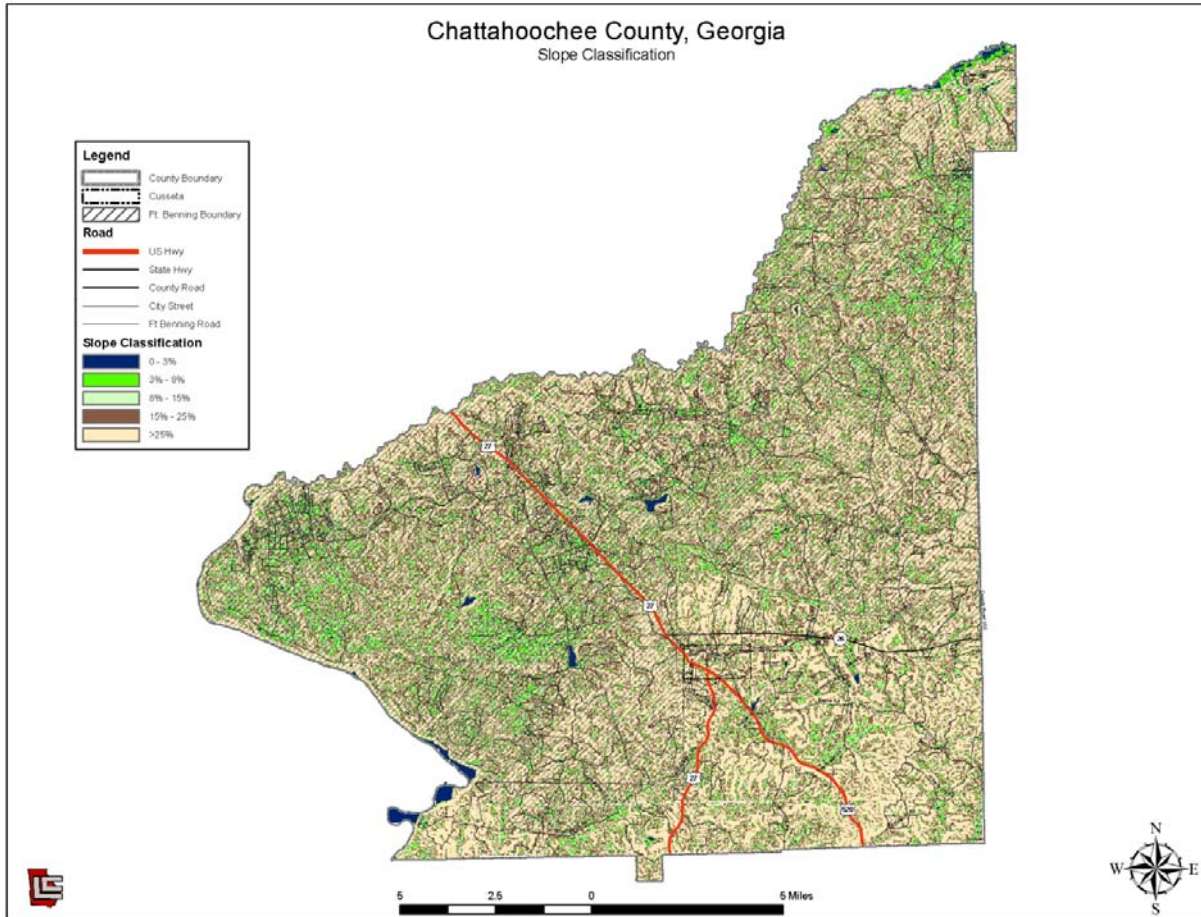 Chattahoochee County, Georgia
Slope Classification
Legend
County Boundary
Cusseta
Ft. Benning Boundary
Road
US Hwy
State Hwy
County Road
City Street
Ft Benning Road
Slope Classification
0 - 3%
3% - 8%
8% - 15%
15% - 25%
>25%
1
27
27
26
27
520
N
W
E
S
5
2.5
0
5 Miles